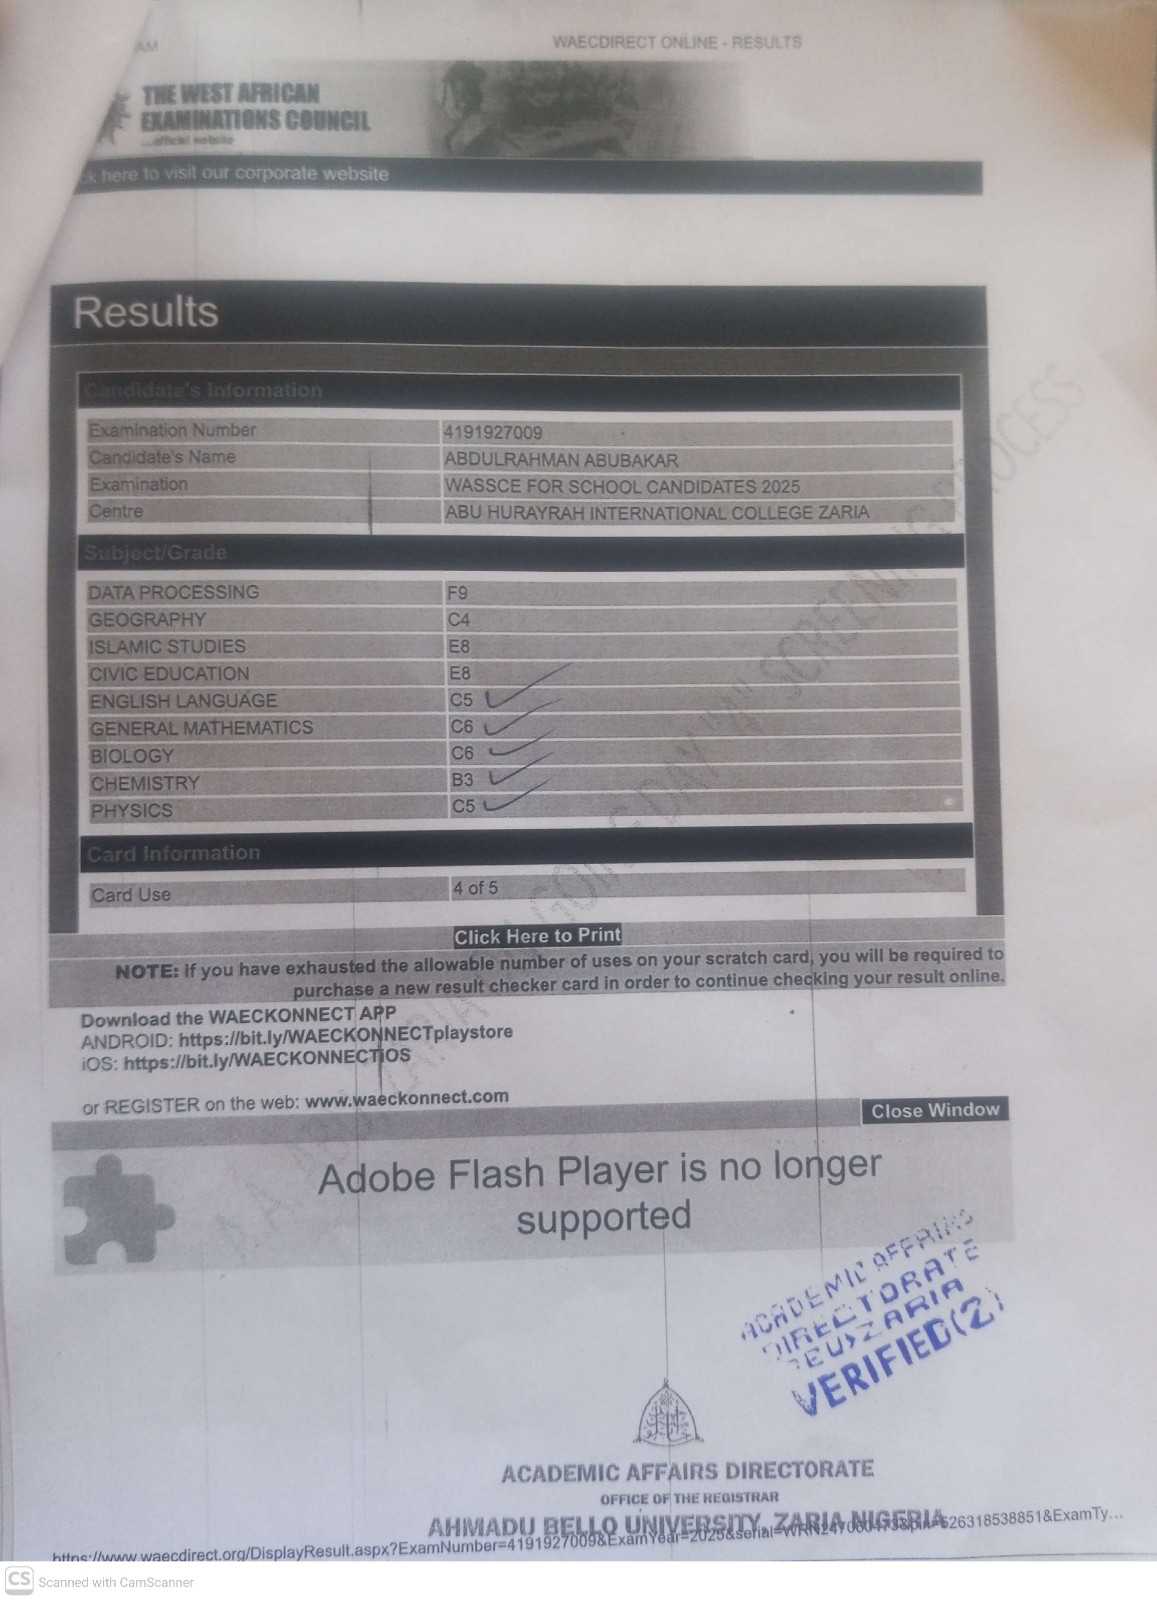 AM
WAECDIRECT ONLINE - RESULTS
THE WEST AFRICAN
EXAMINATIONS COUNCIL
...official website
ck here to visit our corporate website
Results
Candidate's Information
Examination Number 4191927009
Candidate's Name ABDULRAHMAN ABUBAKAR
Examination WASSCE FOR SCHOOL CANDIDATES 2025
Centre ABU HURAYRAH INTERNATIONAL COLLEGE ZARIA
Subject/Grade
DATA PROCESSING F9
GEOGRAPHY C4
ISLAMIC STUDIES E8
CIVIC EDUCATION E8
ENGLISH LANGUAGE C5
GENERAL MATHEMATICS C6
BIOLOGY C6
CHEMISTRY B3
PHYSICS C5
Card Information
Card Use 4 of 5
Click Here to Print
NOTE: If you have exhausted the allowable number of uses on your scratch card, you will be required to
purchase a new result checker card in order to continue checking your result online.
Download the WAECKONNECT APP
ANDROID: https://bit.ly/WAECKONNECTplaystore
iOS: https://bit.ly/WAECKONNECTiOS
or REGISTER on the web: www.waeckonnect.com
Close Window
Adobe Flash Player is no longer
supported
"A" SCREENING PROCESS
ACADEMIC AFFAIRS
DIRECTORATE
ZARIA
VERIFIED(2)
ACADEMIC AFFAIRS DIRECTORATE
OFFICE OF THE REGISTRAR
AHMADU BELLO UNIVERSITY, ZARIA NIGERIA
https://www.waecdirect.org/DisplayResult.aspx?ExamNumber=4191927009&ExamYear=2025&serial=
Scanned with CamScanner
CS